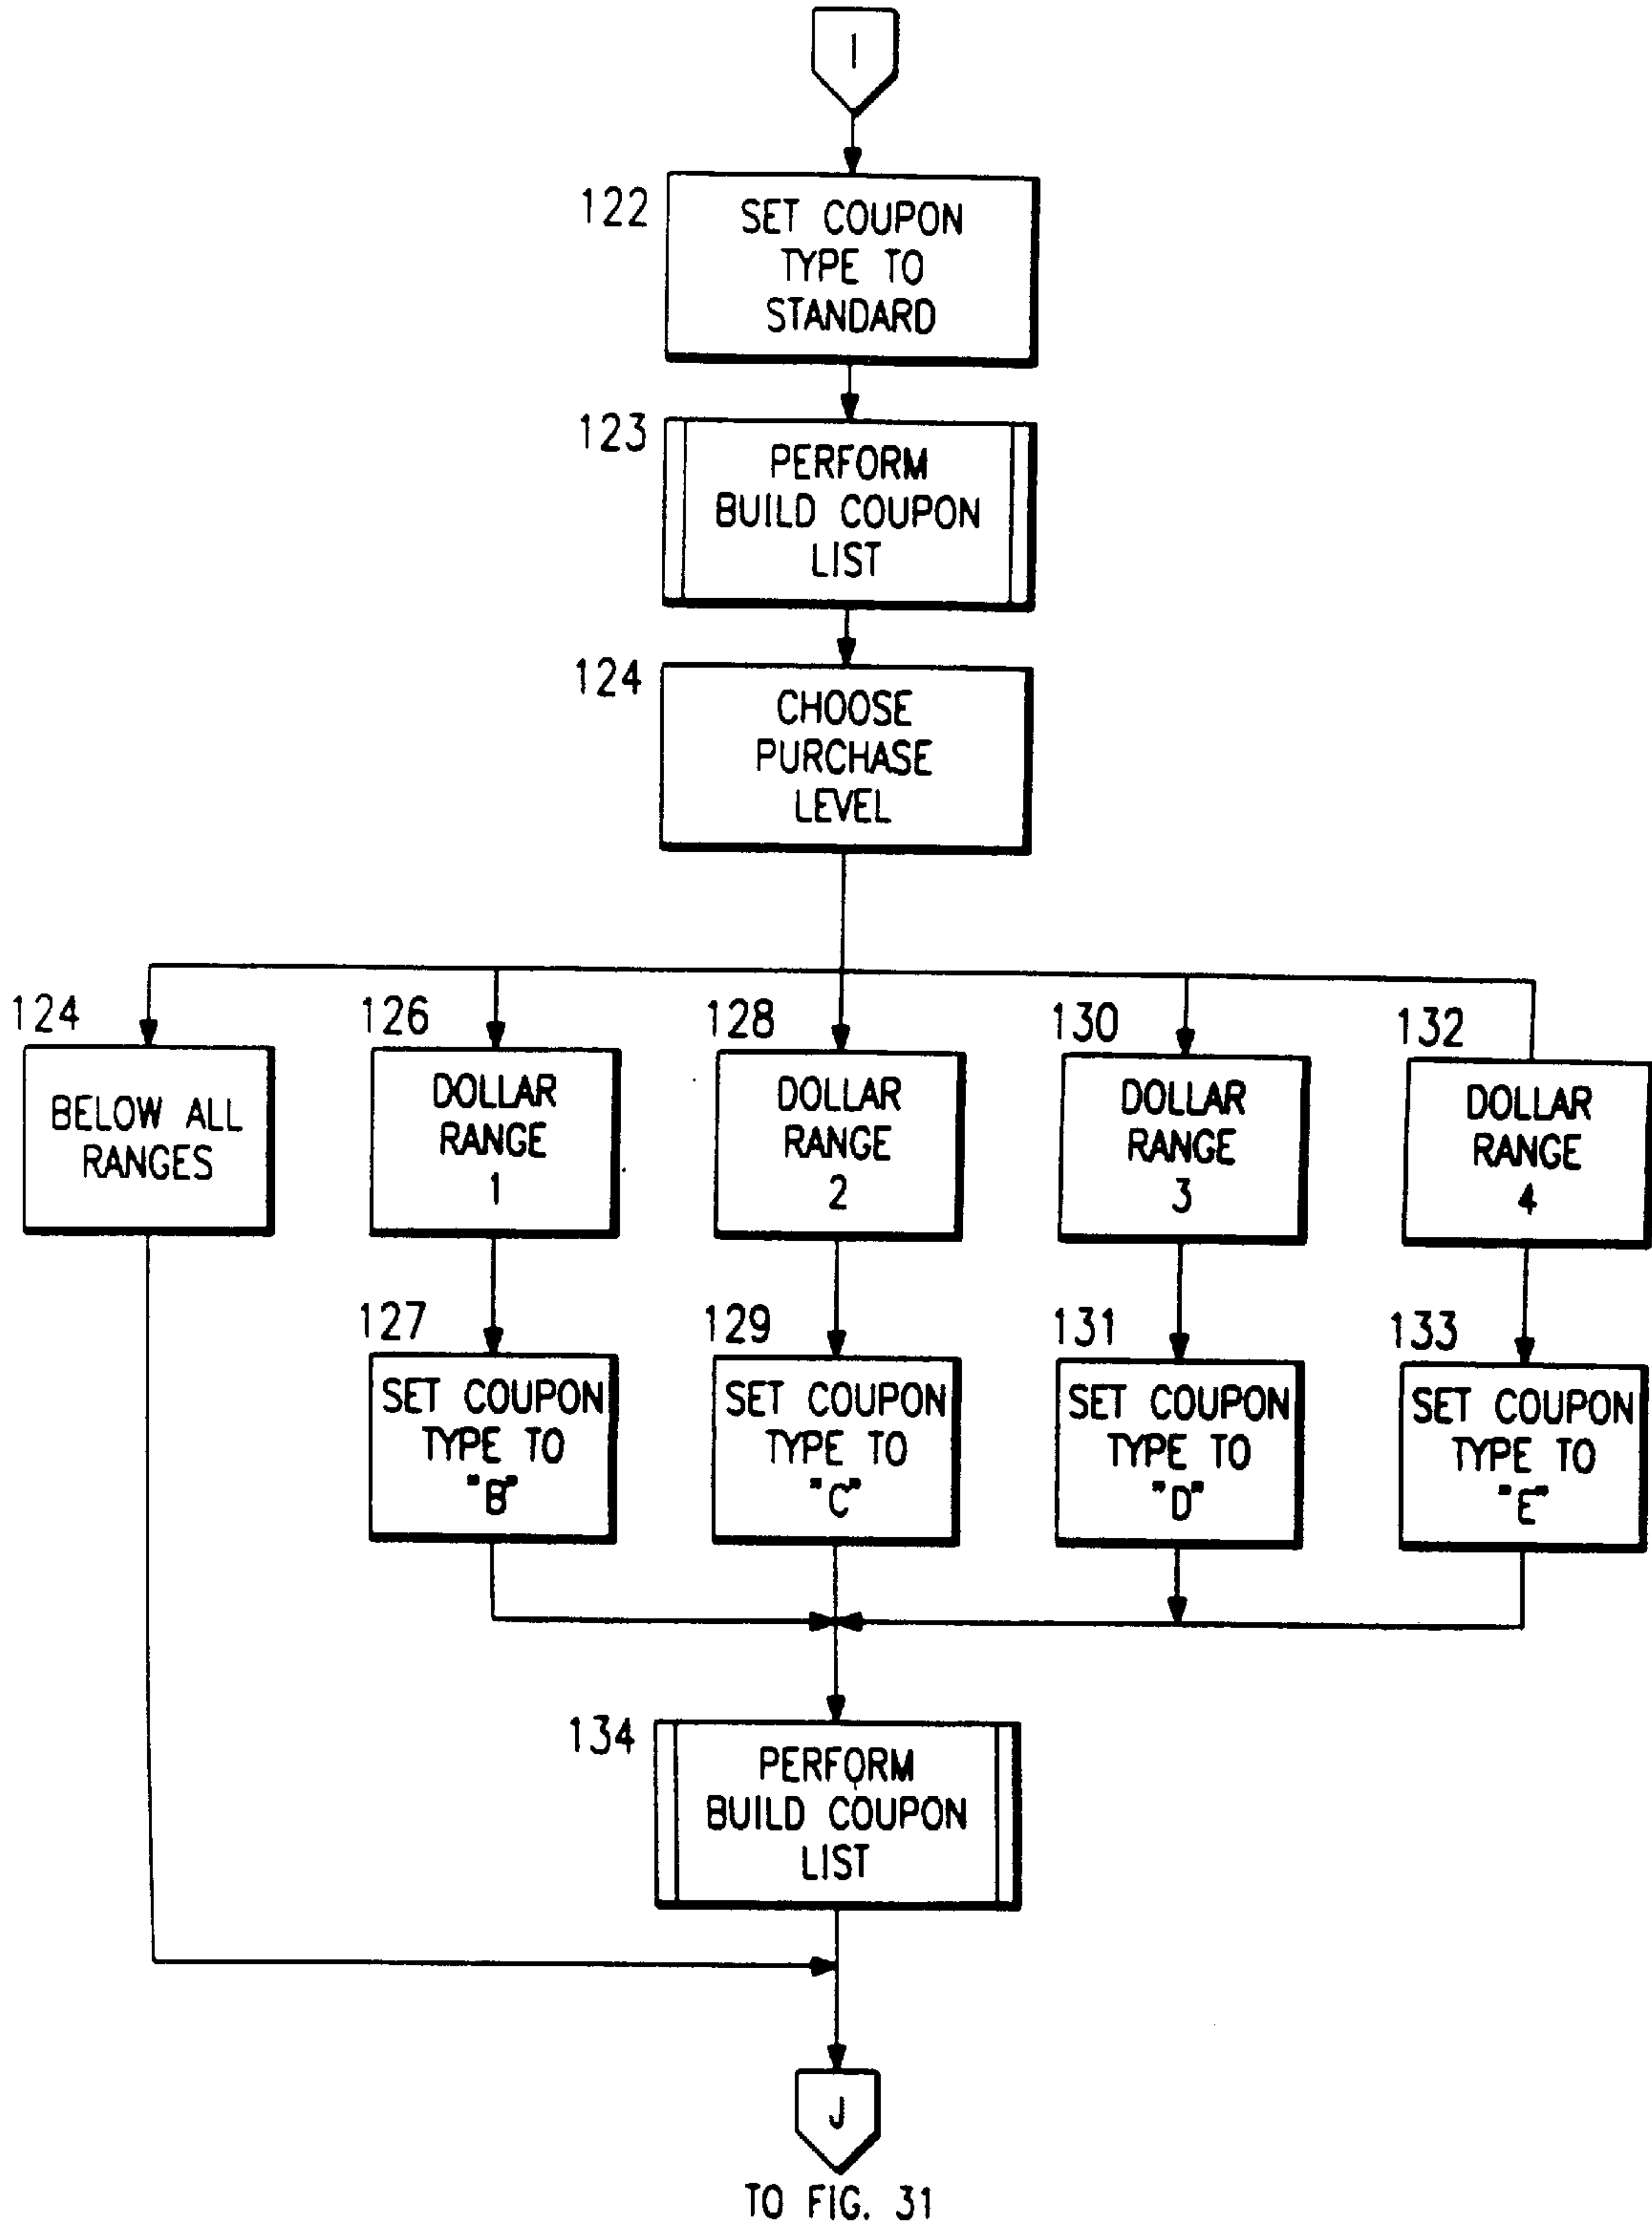 I
122
SET COUPON
TYPE TO
STANDARD
123
PERFORM
BUILD COUPON
LIST
124
CHOOSE
PURCHASE
LEVEL
124
BELOW ALL
RANGES
126
DOLLAR
RANGE
1
128
DOLLAR
RANGE
2
130
DOLLAR
RANGE
3
132
DOLLAR
RANGE
4
127
SET COUPON
TYPE TO
"B"
129
SET COUPON
TYPE TO
"C"
131
SET COUPON
TYPE TO
"D"
133
SET COUPON
TYPE TO
"E"
134
PERFORM
BUILD COUPON
LIST
J
TO FIG. 31